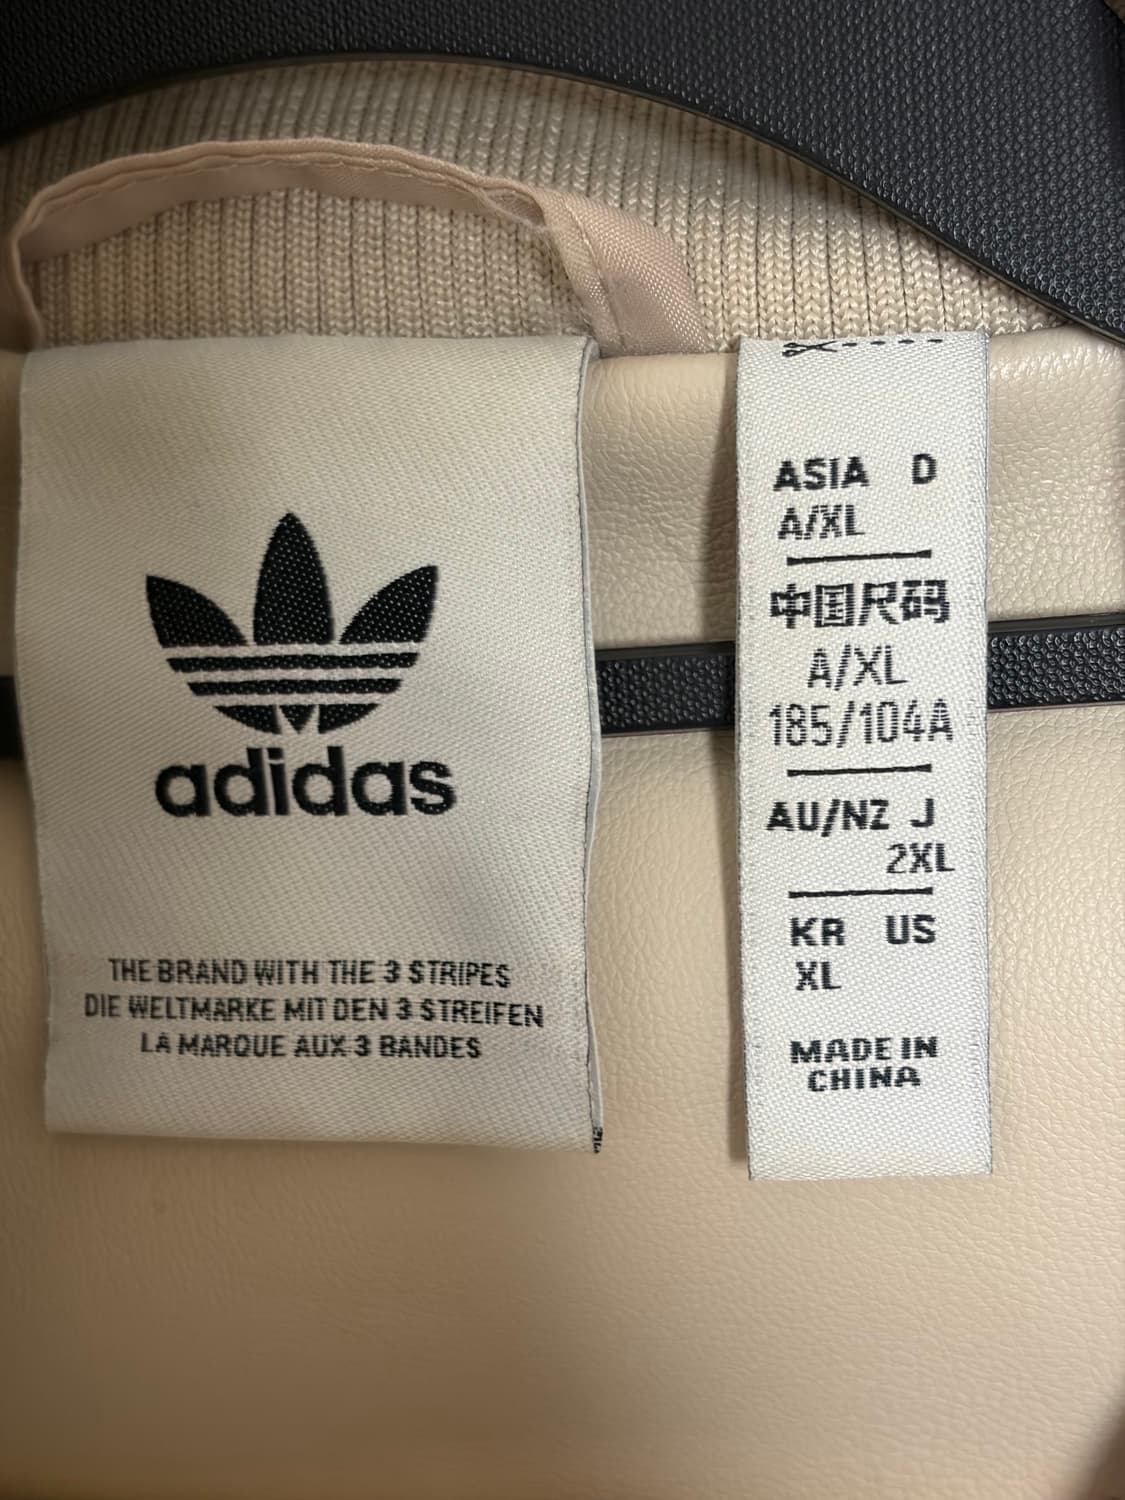 adidas
THE BRAND WITH THE 3 STRIPES
DIE WELTMARKE MIT DEN 3 STREIFEN
LA MARQUE AUX 3 BANDES
ASIA D
A/XL
中国尺码
A/XL
185/104A
AU/NZ J
2XL
KR US
XL
MADE IN
CHINA